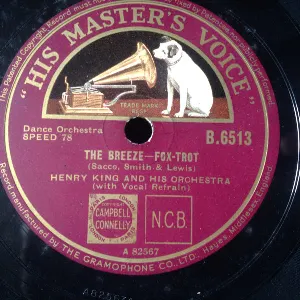 "HIS MASTER'S VOICE"
TRADE MARK
Dance Orchestra
SPEED 78
B.6513
THE BREEZE—FOX-TROT
(Sacco, Smith & Lewis)
HENRY KING AND HIS ORCHESTRA
(with Vocal Refrain)
COPYRIGHT
CAMPBELL
CONNELLY
N.C.B.
A 82567
Record manufactured by THE GRAMOPHONE CO., LTD., Hayes, Middlesex, England